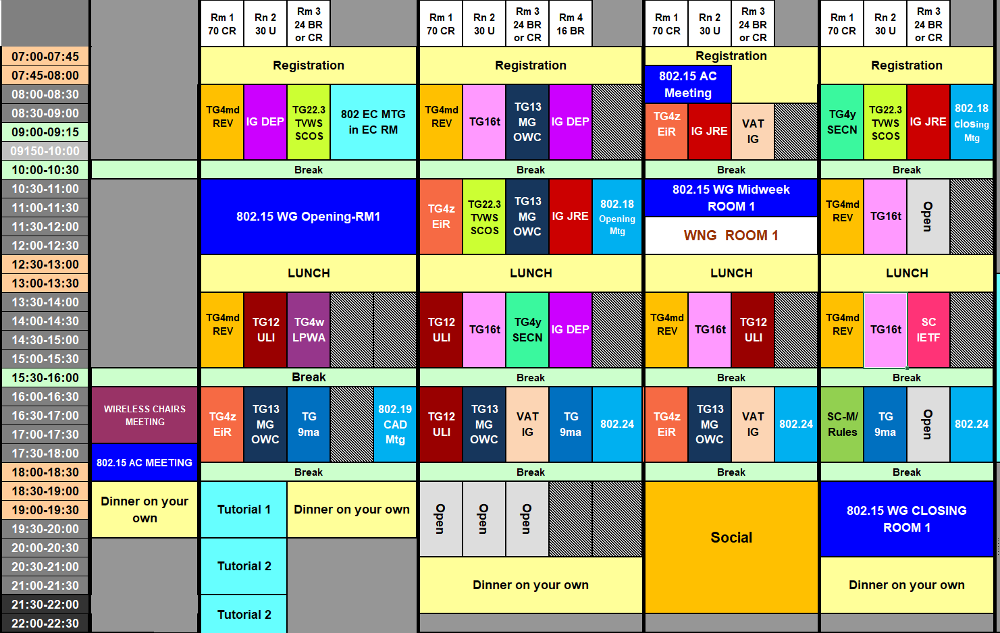 Rm 1
70 CR
Rn 2
30 U
Rm 3
24 BR
or CR
Rm 1
70 CR
Rn 2
30 U
Rm 3
24 BR
or CR
Rm 4
16 BR
Rm 1
70 CR
Rn 2
30 U
Rm 3
24 BR
or CR
Rm 1
70 CR
Rn 2
30 U
Rm 3
24 BR
or CR
07:00-07:45
Registration
Registration
Registration
Registration
07:45-08:00
802.15 AC
Meeting
08:00-08:30
08:30-09:00
09:00-09:15
09150-10:00
TG4md
REV
IG DEP
TG22.3
TVWS
SCOS
802 EC MTG
in EC RM
TG4md
REV
TG16t
TG13
MG
OWC
IG DEP
TG4z
EiR
IG JRE
VAT
IG
TG4y
SECN
TG22.3
TVWS
SCOS
IG JRE
802.18
closing
Mtg
10:00-10:30
Break
Break
Break
Break
10:30-11:00
11:00-11:30
11:30-12:00
12:00-12:30
802.15 WG Opening-RM1
TG4z
EiR
TG22.3
TVWS
SCOS
TG13
MG
OWC
IG JRE
802.18
Opening
Mtg
802.15 WG Midweek
ROOM 1
WNG ROOM 1
TG4md
REV
TG16t
Open
12:30-13:00
13:00-13:30
LUNCH
LUNCH
LUNCH
LUNCH
13:30-14:00
14:00-14:30
14:30-15:00
15:00-15:30
TG4md
REV
TG12
ULI
TG4w
LPWA
TG12
ULI
TG16t
TG4y
SECN
IG DEP
TG4md
REV
TG16t
TG12
ULI
TG4md
REV
TG16t
SC
IETF
15:30-16:00
Break
Break
Break
Break
16:00-16:30
16:30-17:00
17:00-17:30
17:30-18:00
WIRELESS CHAIRS
MEETING
802.15 AC MEETING
TG4z
EiR
TG13
MG
OWC
TG
9ma
802.19
CAD
Mtg
TG12
ULI
TG13
MG
OWC
VAT
IG
TG
9ma
802.24
TG4z
EiR
TG13
MG
OWC
VAT
IG
802.24
SC-M/
Rules
TG
9ma
Open
802.24
18:00-18:30
Break
Break
Break
Break
18:30-19:00
19:00-19:30
19:30-20:00
Dinner on your
own
Tutorial 1
Dinner on your own
Open
Open
Open
Social
802.15 WG CLOSING
ROOM 1
20:00-20:30
20:30-21:00
21:00-21:30
Tutorial 2
Dinner on your own
Dinner on your own
21:30-22:00
22:00-22:30
Tutorial 2